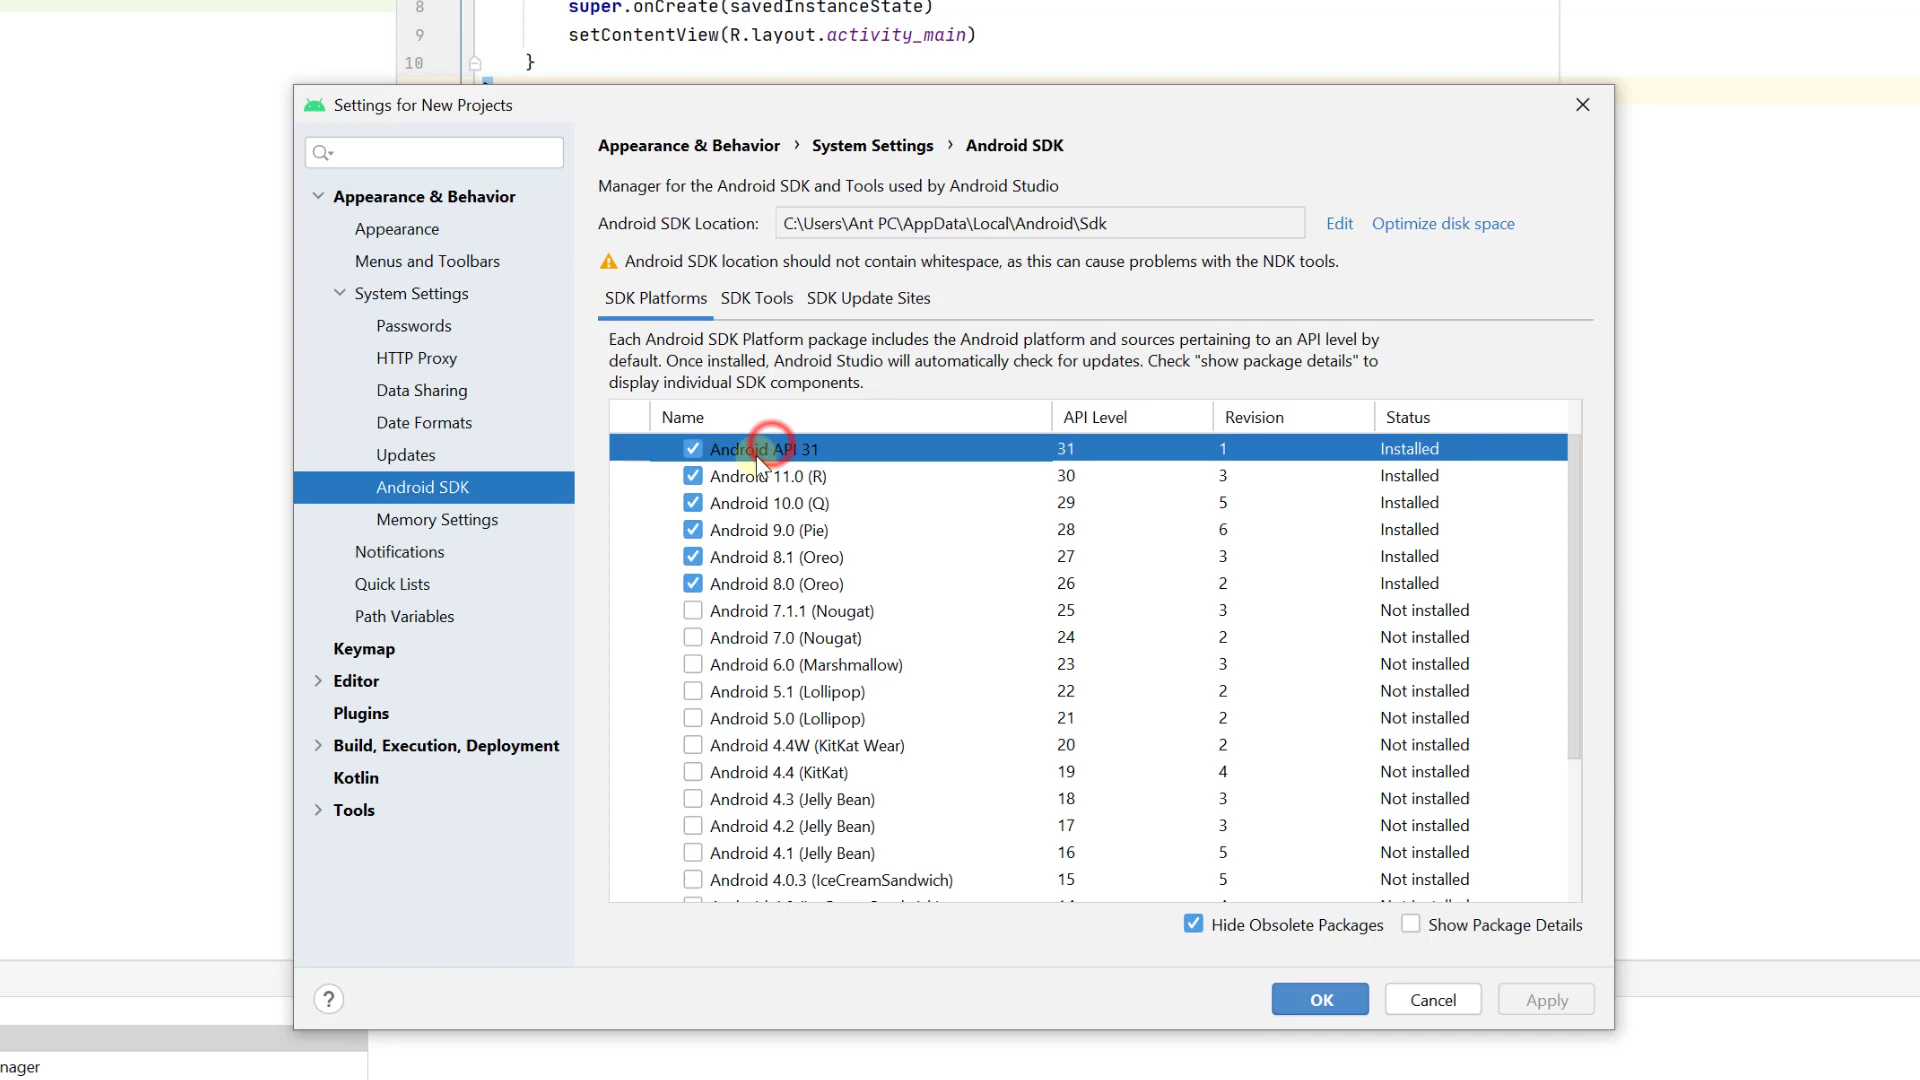 8 super.onCreate(savedInstanceState)
9 setContentView(R.layout.activity_main)
10 }
Settings for New Projects
Appearance & Behavior
Appearance
Menus and Toolbars
System Settings
Passwords
HTTP Proxy
Data Sharing
Date Formats
Updates
Android SDK
Memory Settings
Notifications
Quick Lists
Path Variables
Keymap
Editor
Plugins
Build, Execution, Deployment
Kotlin
Tools
Appearance & Behavior › System Settings › Android SDK
Manager for the Android SDK and Tools used by Android Studio
Android SDK Location: C:\Users\Ant PC\AppData\Local\Android\Sdk Edit Optimize disk space
Android SDK location should not contain whitespace, as this can cause problems with the NDK tools.
SDK Platforms SDK Tools SDK Update Sites
Each Android SDK Platform package includes the Android platform and sources pertaining to an API level by
default. Once installed, Android Studio will automatically check for updates. Check "show package details" to
display individual SDK components.
Name API Level Revision Status
Android API 31 31 1 Installed
Android 11.0 (R) 30 3 Installed
Android 10.0 (Q) 29 5 Installed
Android 9.0 (Pie) 28 6 Installed
Android 8.1 (Oreo) 27 3 Installed
Android 8.0 (Oreo) 26 2 Installed
Android 7.1.1 (Nougat) 25 3 Not installed
Android 7.0 (Nougat) 24 2 Not installed
Android 6.0 (Marshmallow) 23 3 Not installed
Android 5.1 (Lollipop) 22 2 Not installed
Android 5.0 (Lollipop) 21 2 Not installed
Android 4.4W (KitKat Wear) 20 2 Not installed
Android 4.4 (KitKat) 19 4 Not installed
Android 4.3 (Jelly Bean) 18 3 Not installed
Android 4.2 (Jelly Bean) 17 3 Not installed
Android 4.1 (Jelly Bean) 16 5 Not installed
Android 4.0.3 (IceCreamSandwich) 15 5 Not installed
Hide Obsolete Packages Show Package Details
? OK Cancel Apply
nager